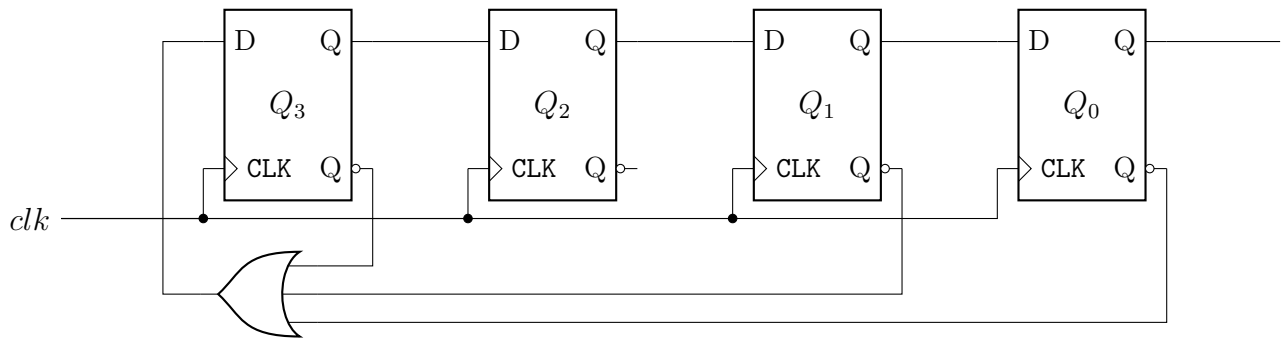 D Q D Q D Q D Q
Q₃ Q₂ Q₁ Q₀
CLK Q CLK Q CLK Q CLK Q
clk